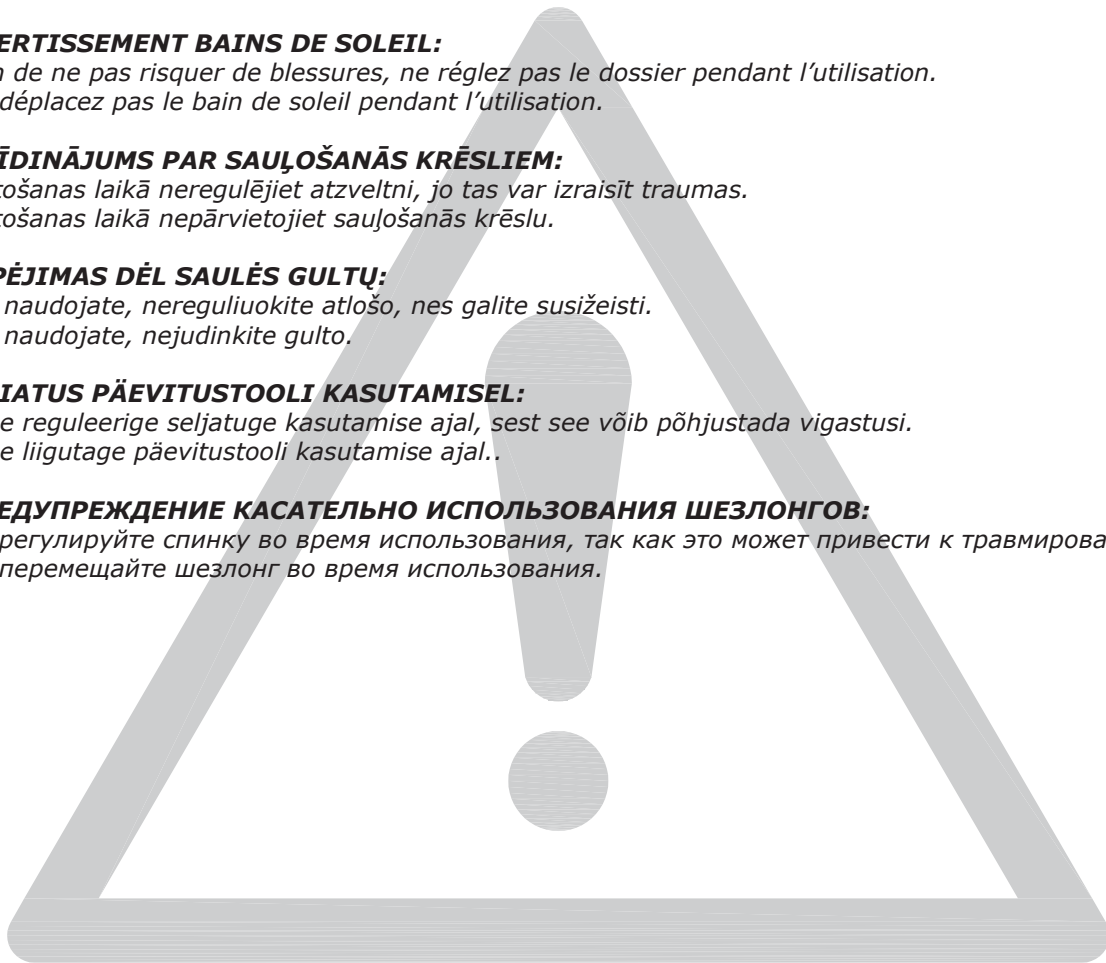 ERTISSEMENT BAINS DE SOLEIL:
n de ne pas risquer de blessures, ne réglez pas le dossier pendant l’utilisation.
déplacez pas le bain de soleil pendant l’utilisation.
ĪDINĀJUMS PAR SAUĻOŠANĀS KRĒSLIEM:
tošanas laikā neregulējiet atzveltni, jo tas var izraisīt traumas.
tošanas laikā nepārvietojiet sauļošanās krēslu.
PĖJIMAS DĖL SAULĖS GULTŲ:
naudojate, nereguliuokite atlošo, nes galite susižeisti.
naudojate, nejudinkite gulto.
IATUS PÄEVITUSTOOLI KASUTAMISEL:
e reguleerige seljatuge kasutamise ajal, sest see võib põhjustada vigastusi.
e liigutage päevitustooli kasutamise ajal..
ЕДУПРЕЖДЕНИЕ КАСАТЕЛЬНО ИСПОЛЬЗОВАНИЯ ШЕЗЛОНГОВ:
регулируйте спинку во время использования, так как это может привести к травмирова
перемещайте шезлонг во время использования.